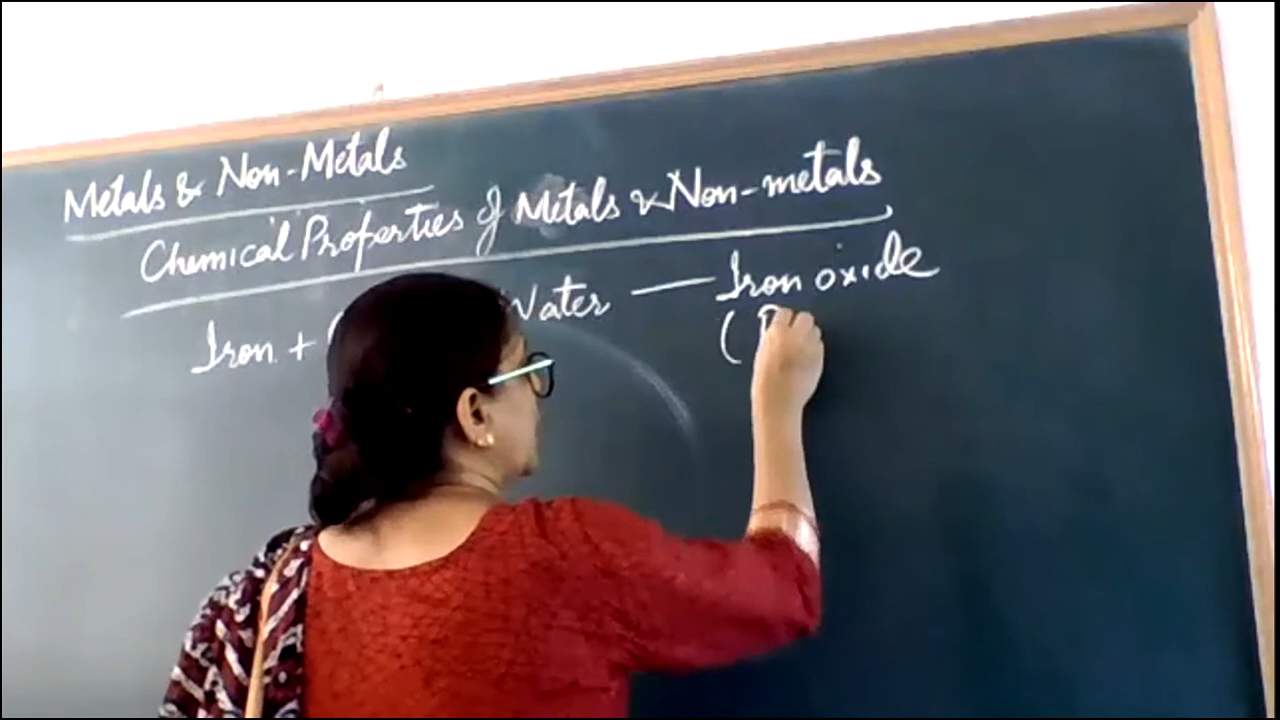 Metals & Non-Metals
Chemical Properties of Metals & Non-metals
Iron + Water — Iron oxide
(